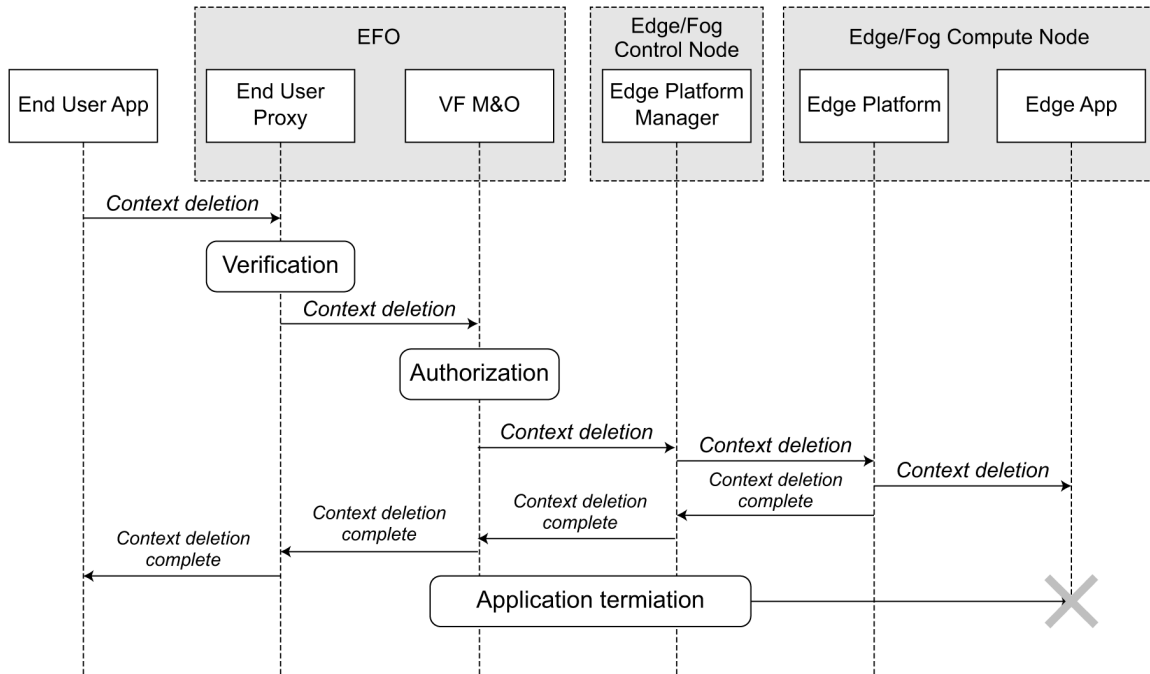 EFO
Edge/Fog
Control Node
Edge/Fog Compute Node
End User App
End User
Proxy
VF M&O
Edge Platform
Manager
Edge Platform
Edge App
Context deletion
Verification
Context deletion
Authorization
Context deletion
Context deletion
Context deletion
Context deletion
complete
Context deletion
complete
Context deletion
complete
Context deletion
complete
Application termiation